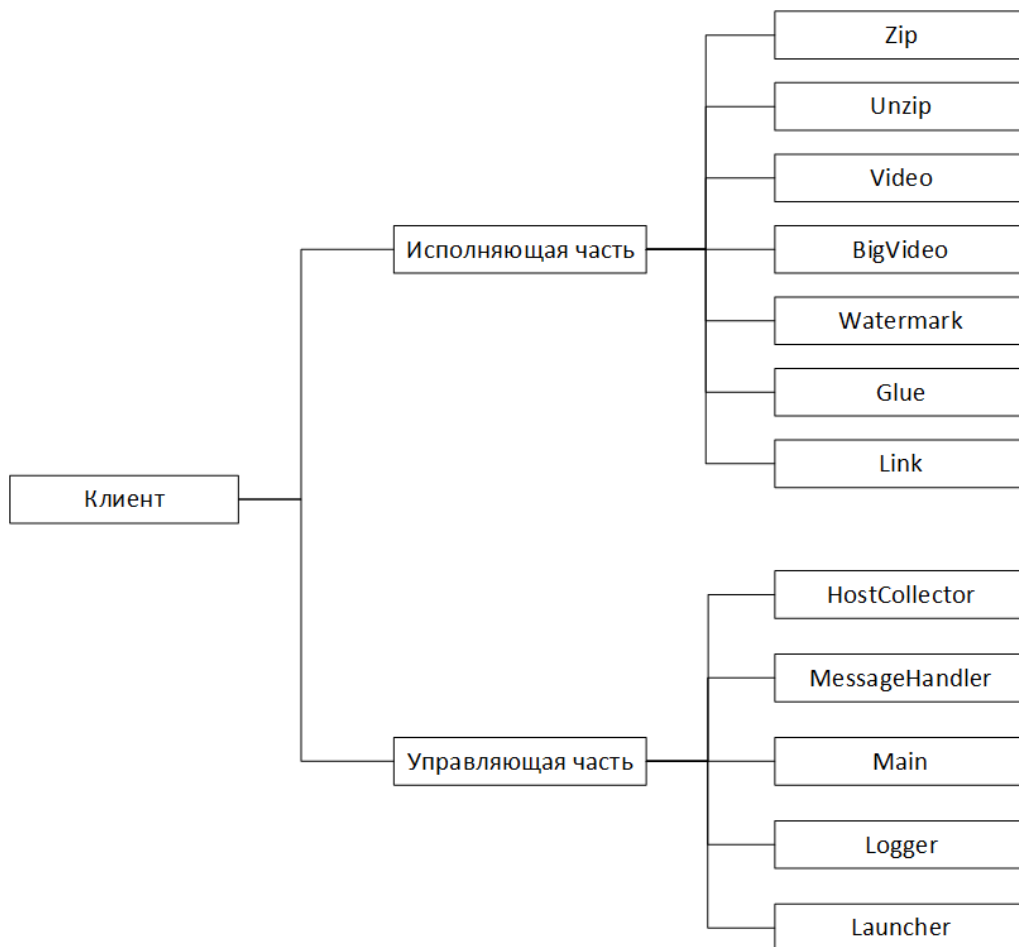 Zip
Unzip
Video
Исполняющая часть
BigVideo
Watermark
Glue
Link
Клиент
HostCollector
MessageHandler
Управляющая часть
Main
Logger
Launcher